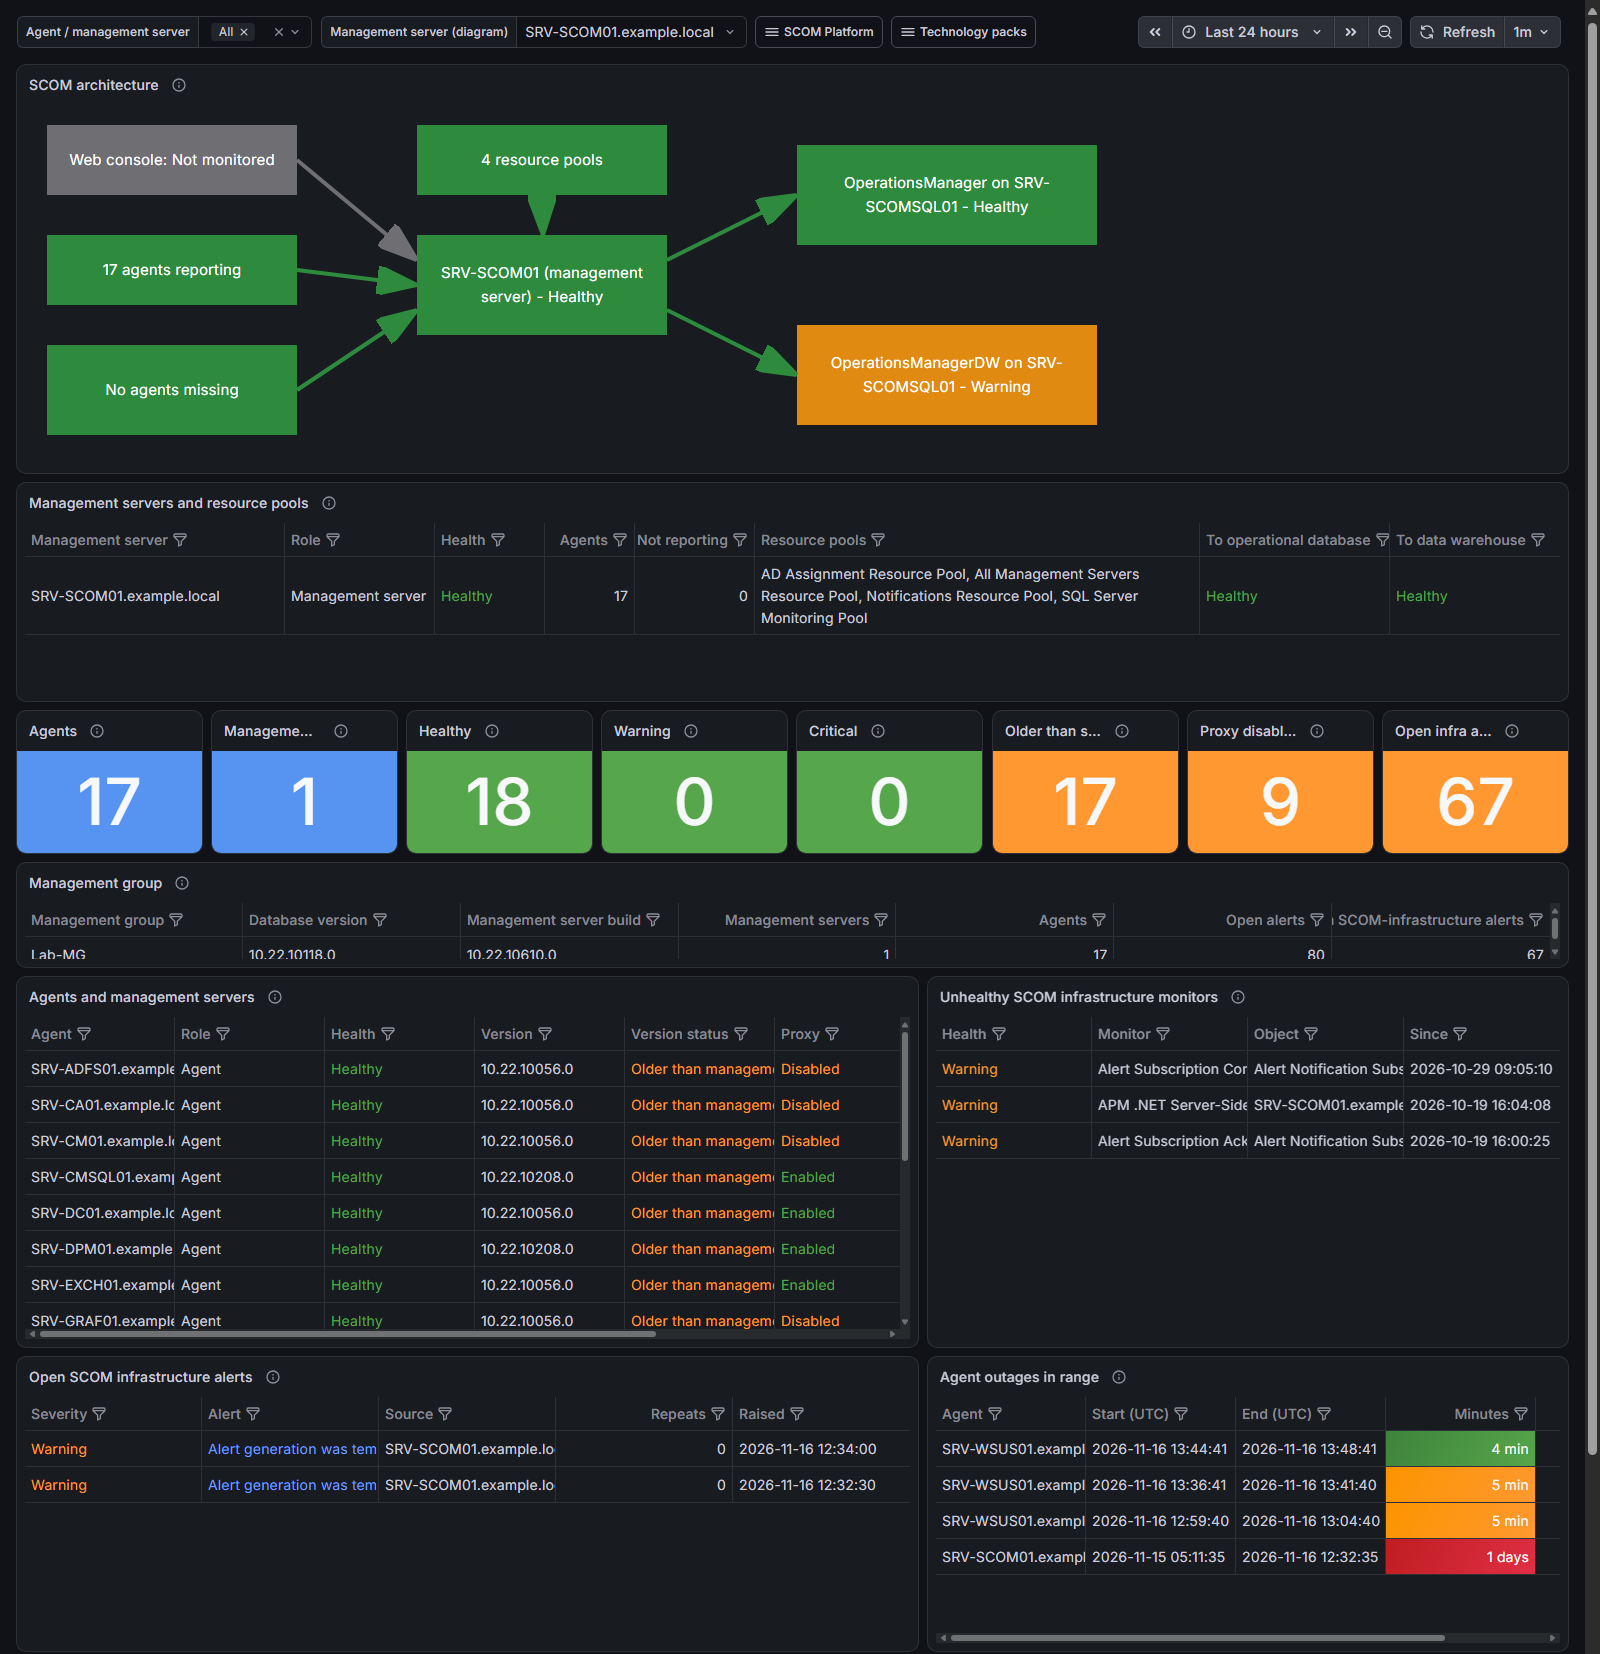 Agent / management server All Management server (diagram) SRV-SCOM01.example.local SCOM Platform Technology packs Last 24 hours Refresh 1m
SCOM architecture
Web console: Not monitored
4 resource pools
OperationsManager on SRV-
SCOMSQL01 - Healthy
17 agents reporting
SRV-SCOM01 (management
server) - Healthy
No agents missing
OperationsManagerDW on SRV-
SCOMSQL01 - Warning
Management servers and resource pools
Management server Role Health Agents Not reporting Resource pools To operational database To data warehouse
SRV-SCOM01.example.local Management server Healthy 17 0 AD Assignment Resource Pool, All Management Servers
Resource Pool, Notifications Resource Pool, SQL Server
Monitoring Pool Healthy Healthy
Agents Manageme... Healthy Warning Critical Older than s... Proxy disabl... Open infra a...
17 1 18 0 0 17 9 67
Management group
Management group Database version Management server build Management servers Agents Open alerts SCOM-infrastructure alerts
Lab-MG 10.22.10118.0 10.22.10610.0 1 17 80 67
Agents and management servers
Agent Role Health Version Version status Proxy
SRV-ADFS01.example Agent Healthy 10.22.10056.0 Older than managem Disabled
SRV-CA01.example.lo Agent Healthy 10.22.10056.0 Older than managem Disabled
SRV-CM01.example.lo Agent Healthy 10.22.10056.0 Older than managem Disabled
SRV-CMSQL01.examp Agent Healthy 10.22.10208.0 Older than managem Enabled
SRV-DC01.example.lo Agent Healthy 10.22.10056.0 Older than managem Enabled
SRV-DPM01.example Agent Healthy 10.22.10208.0 Older than managem Enabled
SRV-EXCH01.example Agent Healthy 10.22.10056.0 Older than managem Enabled
SRV-GRAF01.example Agent Healthy 10.22.10056.0 Older than managem Disabled
Unhealthy SCOM infrastructure monitors
Health Monitor Object Since
Warning Alert Subscription Con Alert Notification Subs 2026-10-29 09:05:10
Warning APM .NET Server-Side SRV-SCOM01.example 2026-10-19 16:04:08
Warning Alert Subscription Ack Alert Notification Subs 2026-10-19 16:00:25
Open SCOM infrastructure alerts
Severity Alert Source Repeats Raised
Warning Alert generation was tem SRV-SCOM01.example.lo 0 2026-11-16 12:34:00
Warning Alert generation was tem SRV-SCOM01.example.lo 0 2026-11-16 12:32:30
Agent outages in range
Agent Start (UTC) End (UTC) Minutes
SRV-WSUS01.exampl 2026-11-16 13:44:41 2026-11-16 13:48:41 4 min
SRV-WSUS01.exampl 2026-11-16 13:36:41 2026-11-16 13:41:40 5 min
SRV-WSUS01.exampl 2026-11-16 12:59:40 2026-11-16 13:04:40 5 min
SRV-SCOM01.exampl 2026-11-15 05:11:35 2026-11-16 12:32:35 1 days